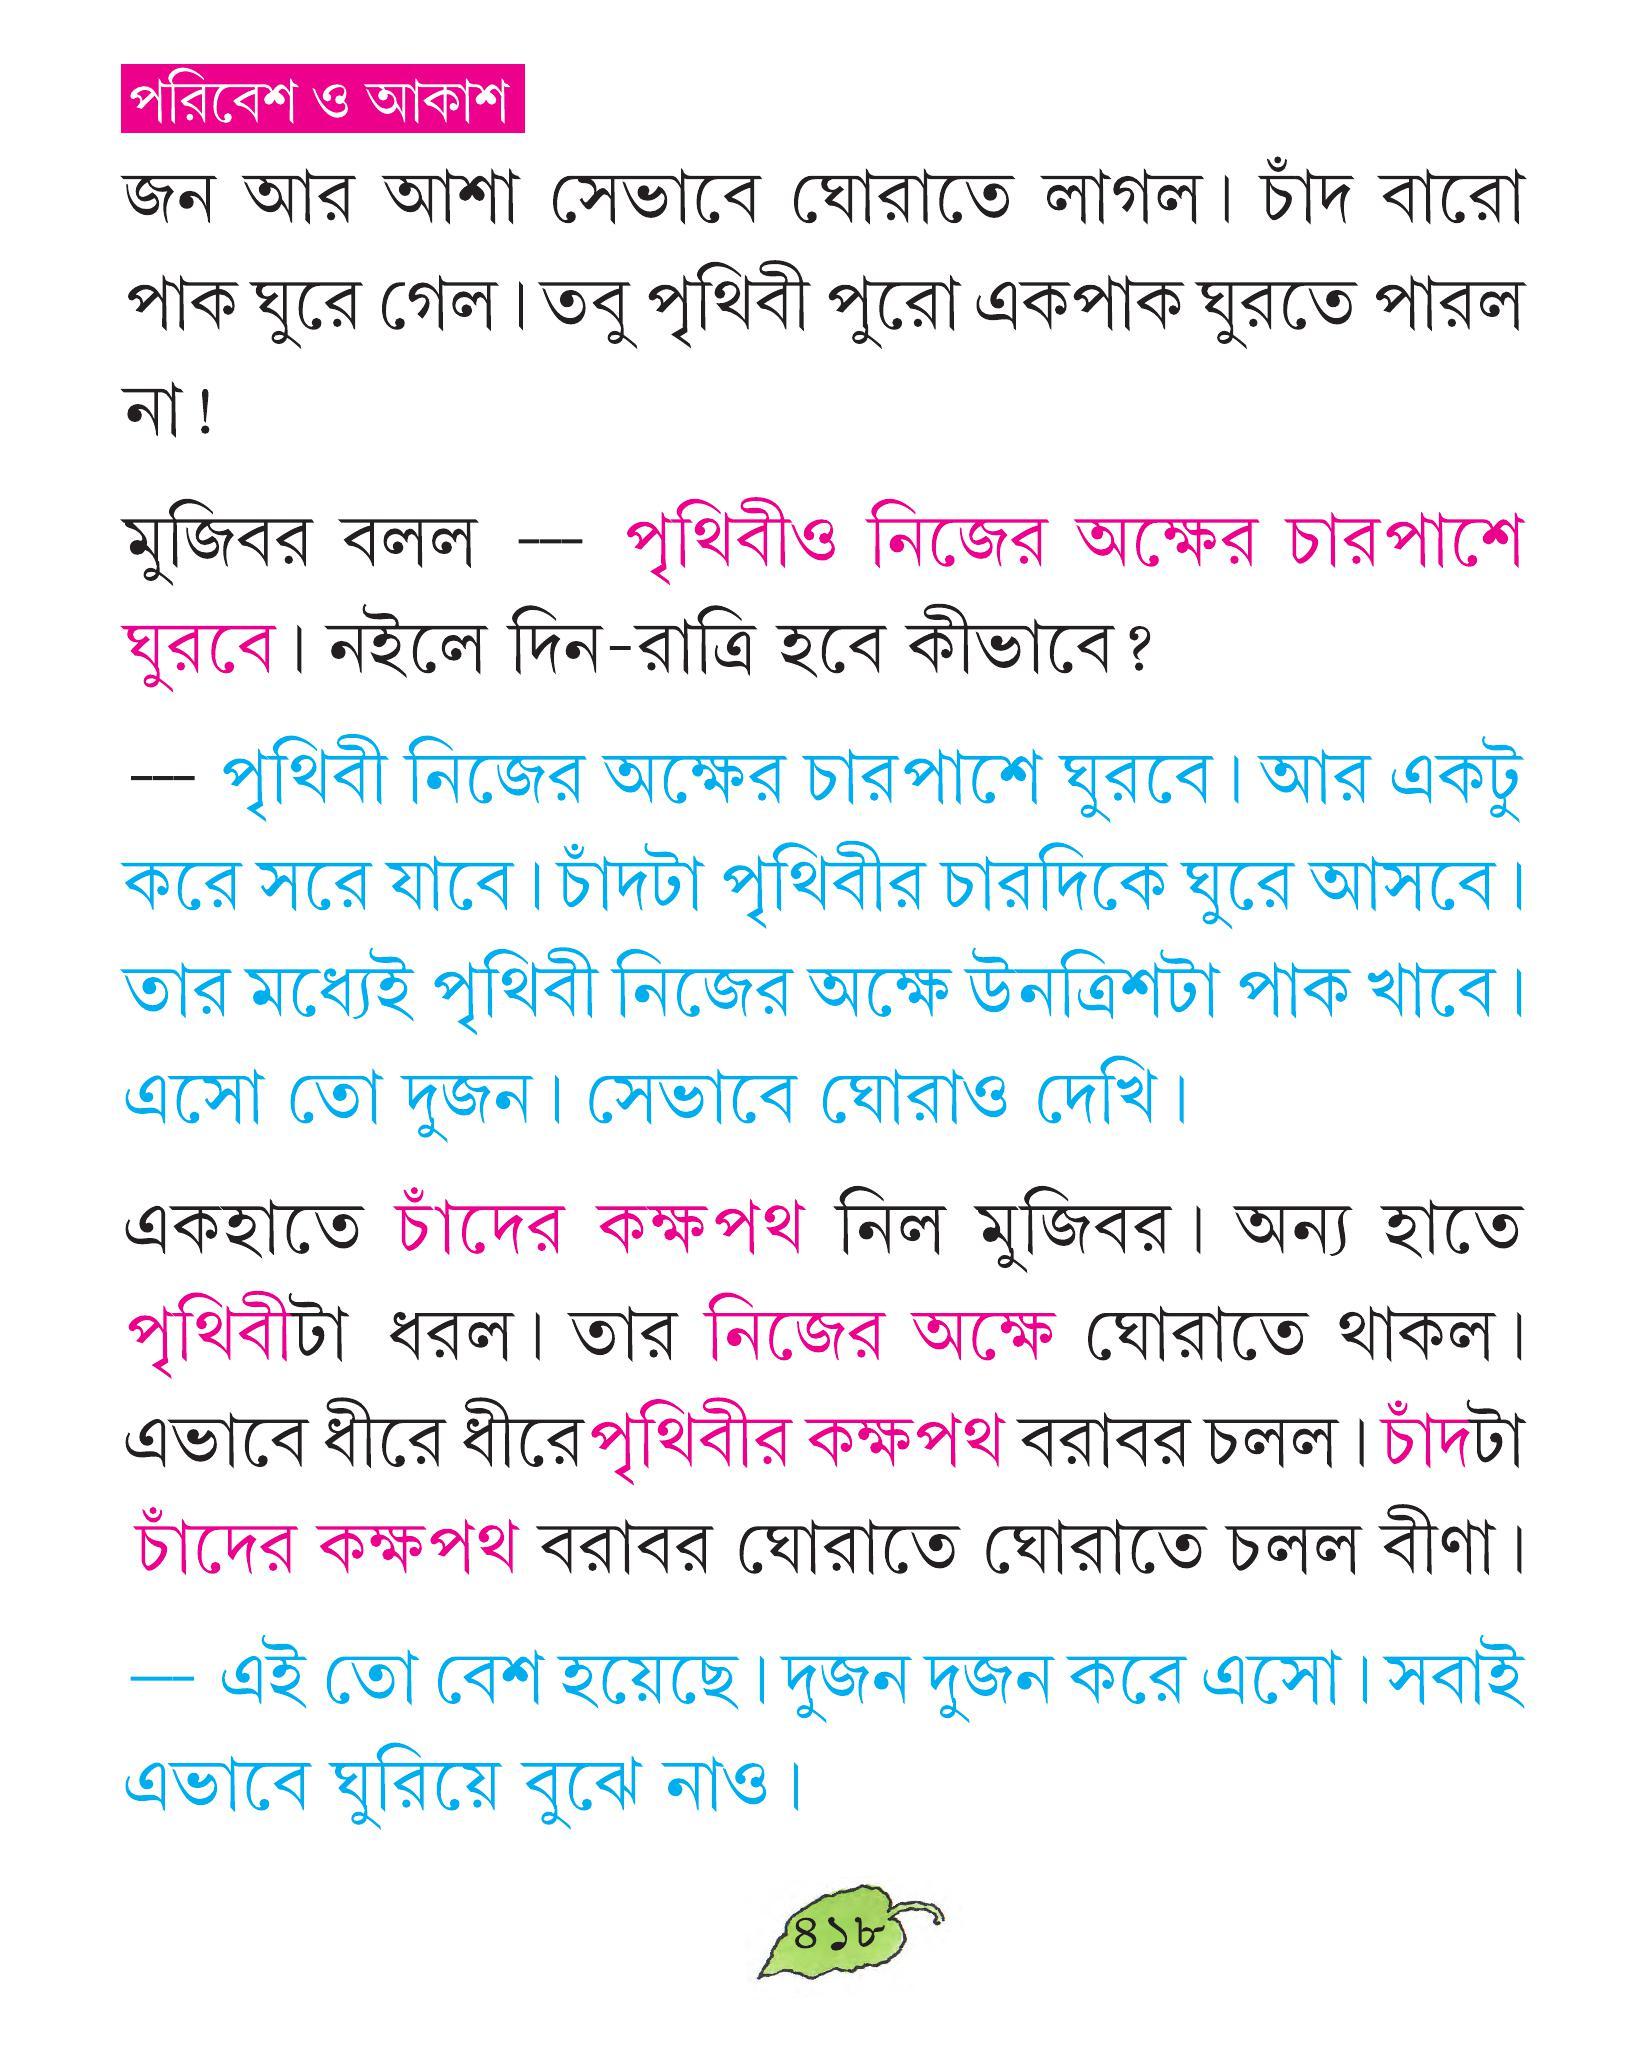 পরিবেশ ও আকাশ
জন আর আশা সেভাবে ঘোরাতে লাগল। চাঁদ বারো
পাক ঘুরে গেল। তবু পৃথিবী পুরো একপাক ঘুরতে পারল
না!
মুজিবর বলল --- পৃথিবীও নিজের অক্ষের চারপাশে
ঘুরবে। নইলে দিন-রাত্রি হবে কীভাবে?
--- পৃথিবী নিজের অক্ষের চারপাশে ঘুরবে। আর একটু
করে সরে যাবে। চাঁদটা পৃথিবীর চারদিকে ঘুরে আসবে।
তার মধ্যেই পৃথিবী নিজের অক্ষে উনত্রিশটা পাক খাবে।
এসো তো দুজন। সেভাবে ঘোরাও দেখি।
একহাতে চাঁদের কক্ষপথ নিল মুজিবর। অন্য হাতে
পৃথিবীটা ধরল। তার নিজের অক্ষে ঘোরাতে থাকল।
এভাবে ধীরে ধীরে পৃথিবীর কক্ষপথ বরাবর চলল। চাঁদটা
চাঁদের কক্ষপথ বরাবর ঘোরাতে ঘোরাতে চলল বীণা।
--- এই তো বেশ হয়েছে। দুজন দুজন করে এসো। সবাই
এভাবে ঘুরিয়ে বুঝে নাও।
৪১৮